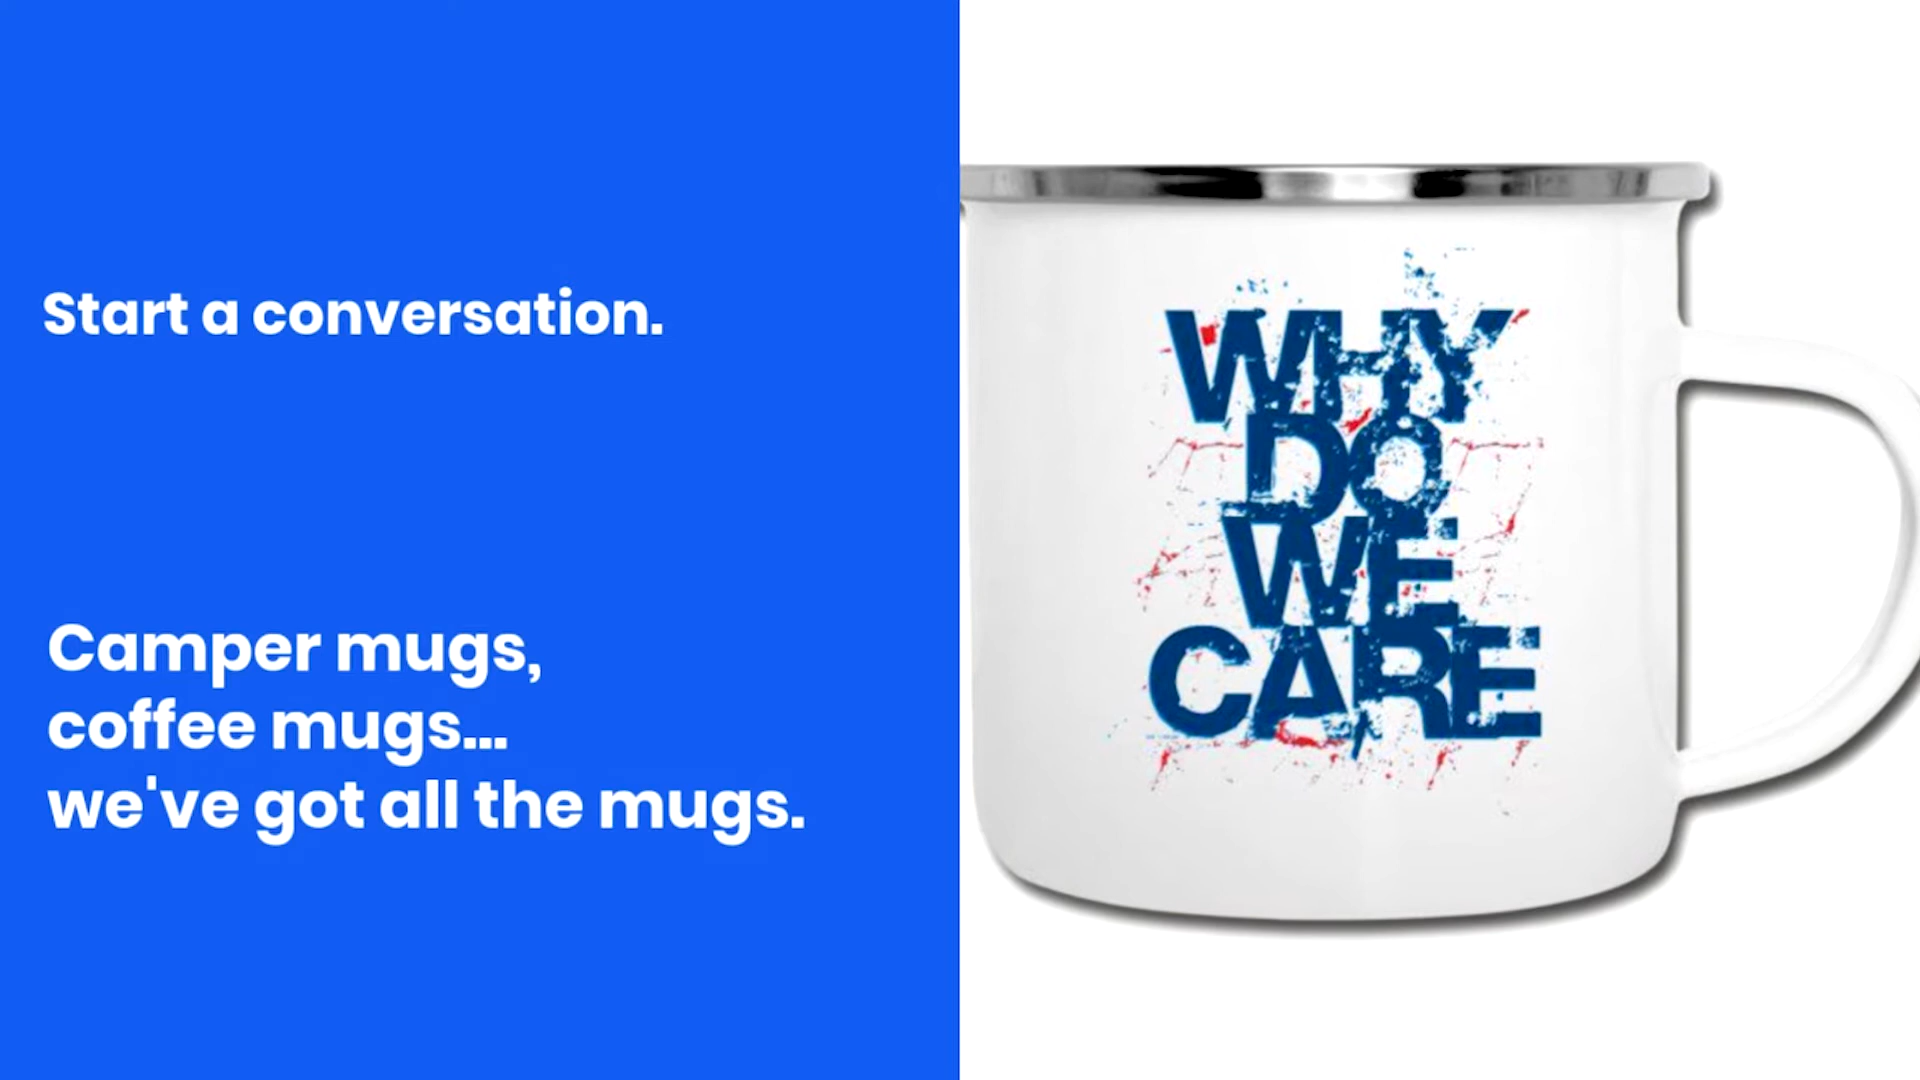 Start a conversation.
Camper mugs,
coffee mugs...
we've got all the mugs.
WHY
DO
WE
CARE